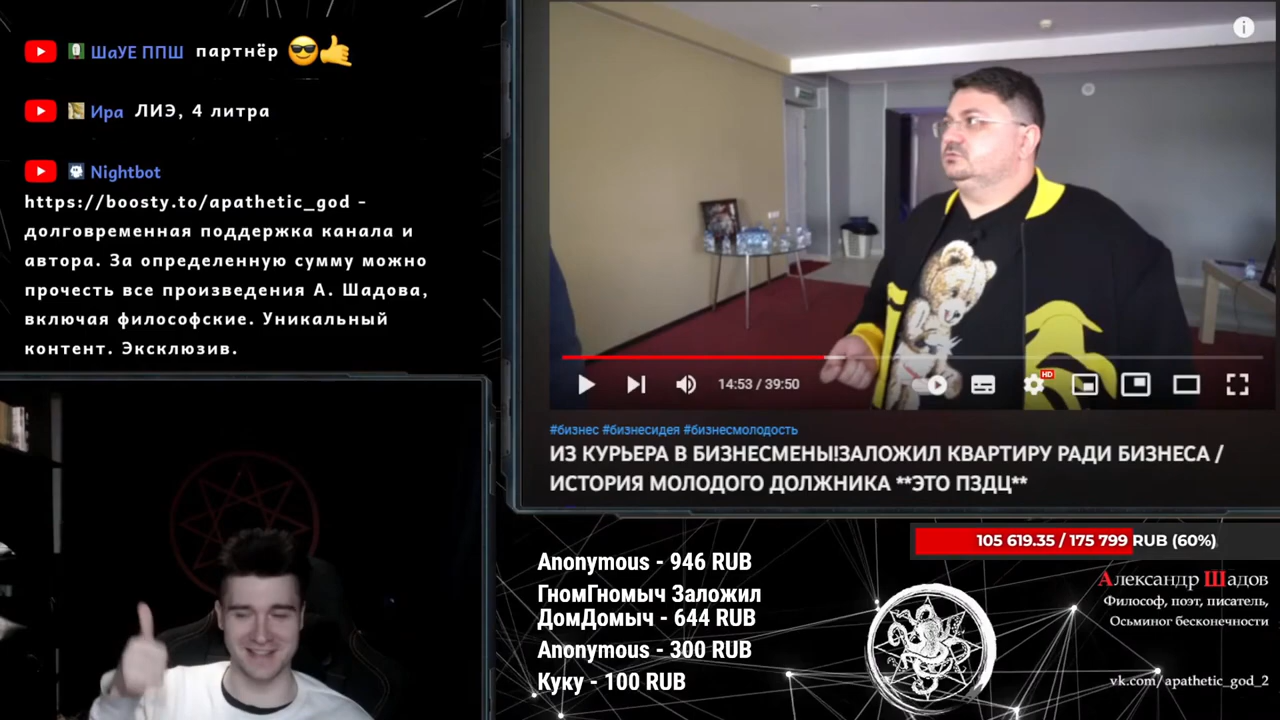 ШаУЕ ППШ партнёр 😎🤙
Ира ЛИЭ, 4 литра
Nightbot
https://boosty.to/apathetic_god -
долговременная поддержка канала и
автора. За определенную сумму можно
прочесть все произведения А. Шадова,
включая философские. Уникальный
контент. Эксклюзив.
14:53 / 39:50
HD
#бизнес #бизнесидея #бизнесмолодость
ИЗ КУРЬЕРА В БИЗНЕСМЕНЫ!ЗАЛОЖИЛ КВАРТИРУ РАДИ БИЗНЕСА /
ИСТОРИЯ МОЛОДОГО ДОЛЖНИКА **ЭТО ПЗДЦ**
105 619.35 / 175 799 RUB (60%)
Anonymous - 946 RUB
ГномГномыч Заложил
ДомДомыч - 644 RUB
Anonymous - 300 RUB
Куку - 100 RUB
Александр Шадов
Философ, поэт, писатель,
Осьминог бесконечности
vk.com/apathetic_god_2